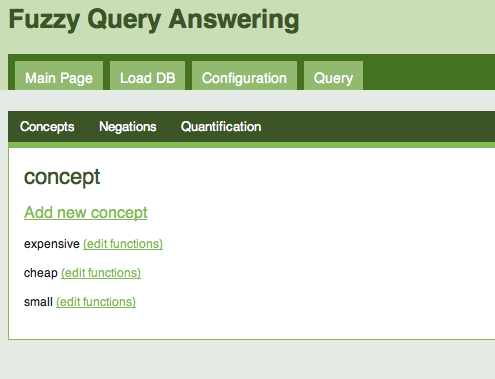 Fuzzy Query Answering
Main Page Load DB Configuration Query
Concepts Negations Quantification
concept
Add new concept
expensive (edit functions)
cheap (edit functions)
small (edit functions)